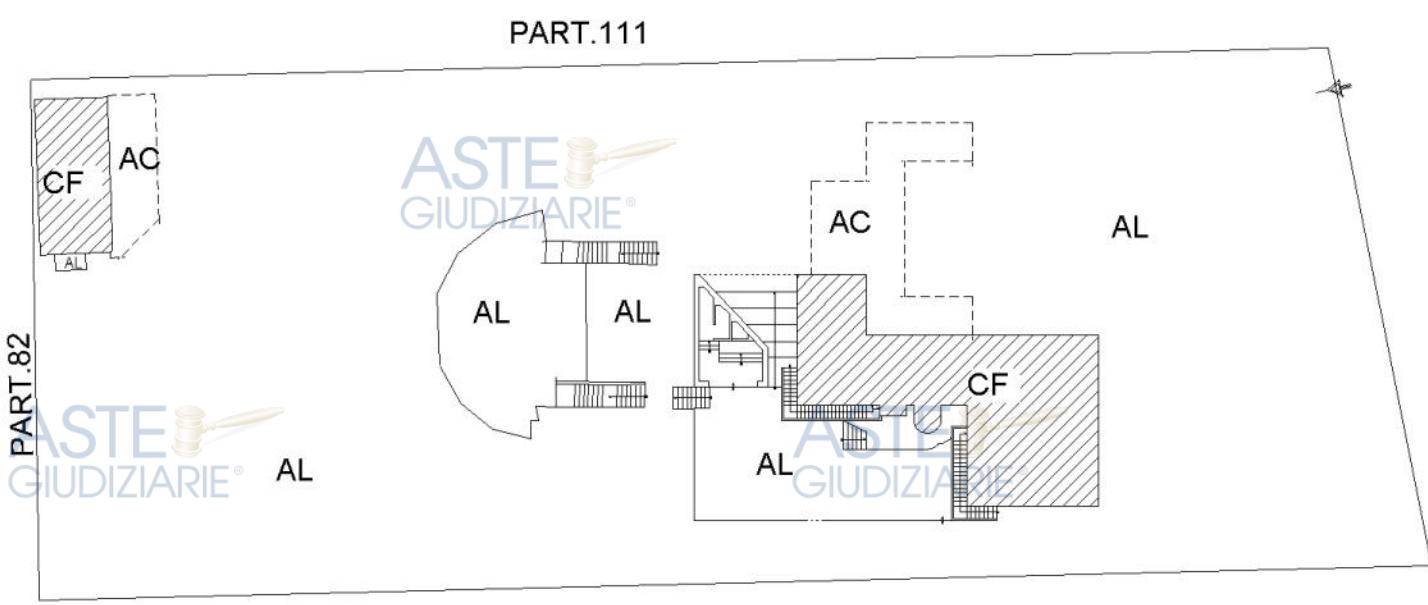 PART.111
AC
CF
AL
PART.82
AL
AL
AL
AC
AL
CF
AL
ASTE
GIUDIZIARIE®
ASTE
GIUDIZIARIE®
ASTE
GIUDIZIARIE®